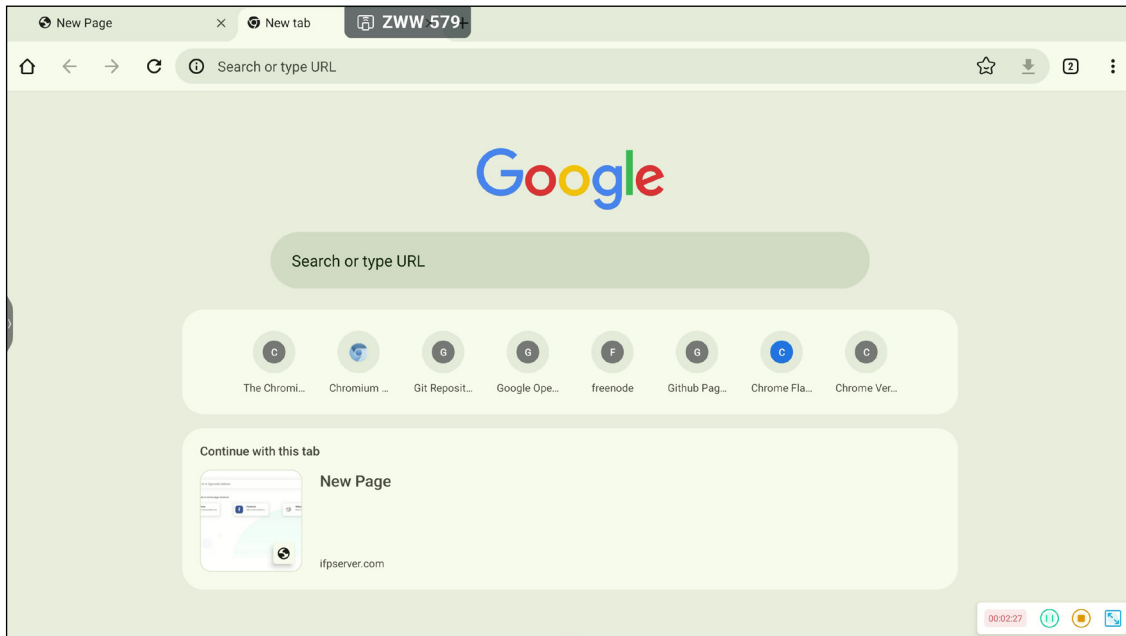 New Page
New tab
ZWW 579
Search or type URL
2
Google
Search or type URL
C
G
G
F
G
C
C
The Chromi...
Chromium ...
Git Reposit...
Google Ope...
freenode
Github Pag...
Chrome Fla...
Chrome Ver...
Continue with this tab
New Page
ifpserver.com
00:02:27